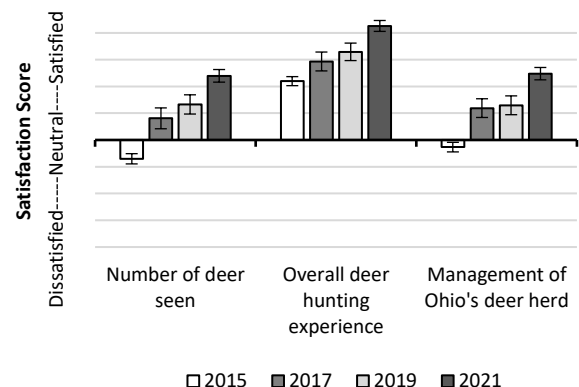 Satisfaction Score
Dissatisfied-----Neutral----Satisfied
Number of deer
seen
Overall deer
hunting
experience
Management of
Ohio's deer herd
2015
2017
2019
2021